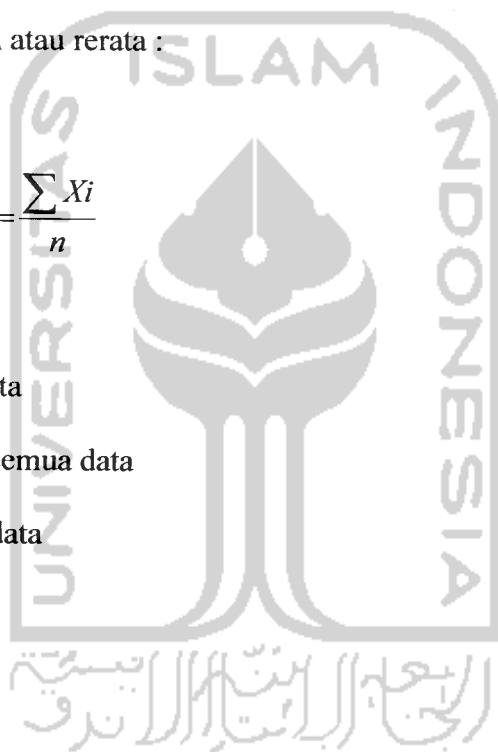 atau rerata :
ISLAM
UNIVERSITAS
INDONESIA
= ∑ Xi / n
ta
emua data
data